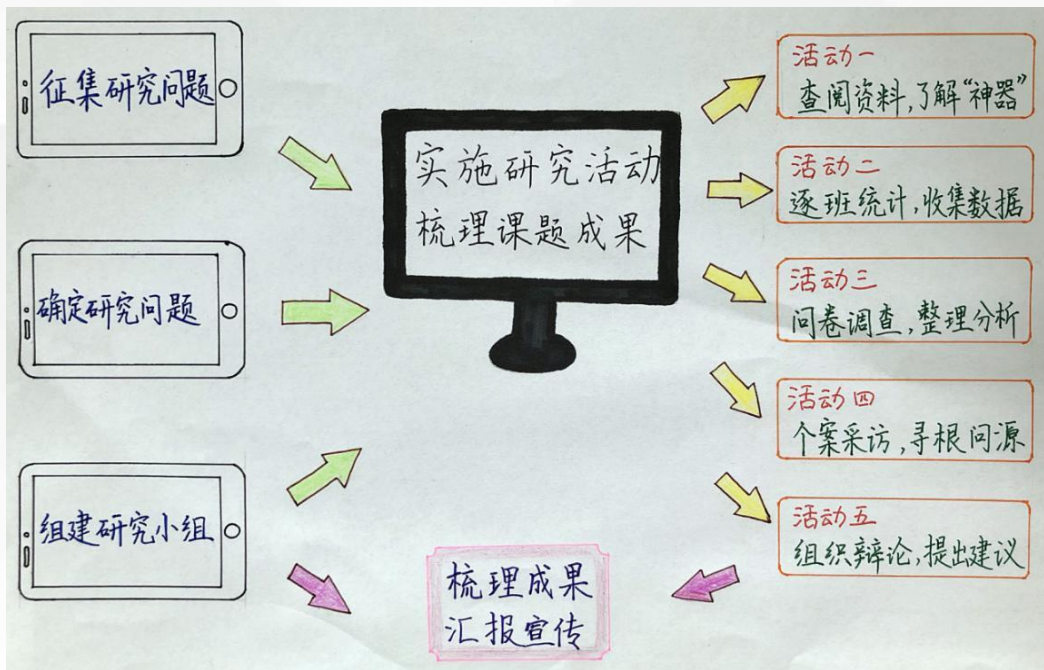 征集研究问题
确定研究问题
组建研究小组
实施研究活动
梳理课题成果
活动一
查阅资料,了解“神器”
活动二
逐班统计,收集数据
活动三
问卷调查,整理分析
活动四
个案采访,寻根问源
活动五
组织辩论,提出建议
梳理成果
汇报宣传